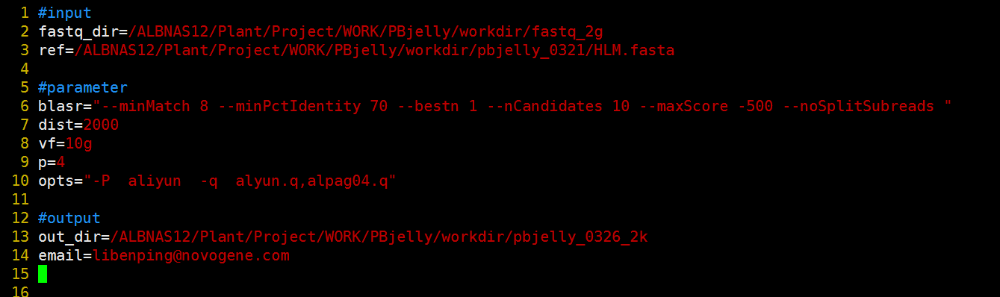 1 #input
2 fastq_dir=/ALBNAS12/Plant/Project/WORK/PBjelly/workdir/fastq_2g
3 ref=/ALBNAS12/Plant/Project/WORK/PBjelly/workdir/pbjelly_0321/HLM.fasta
4
5 #parameter
6 blasr="--minMatch 8 --minPctIdentity 70 --bestn 1 --nCandidates 10 --maxScore -500 --noSplitSubreads "
7 dist=2000
8 vf=10g
9 p=4
10 opts="-P  aliyun  -q  alyun.q,alpag04.q"
11
12 #output
13 out_dir=/ALBNAS12/Plant/Project/WORK/PBjelly/workdir/pbjelly_0326_2k
14 email=libenping@novogene.com
15
16